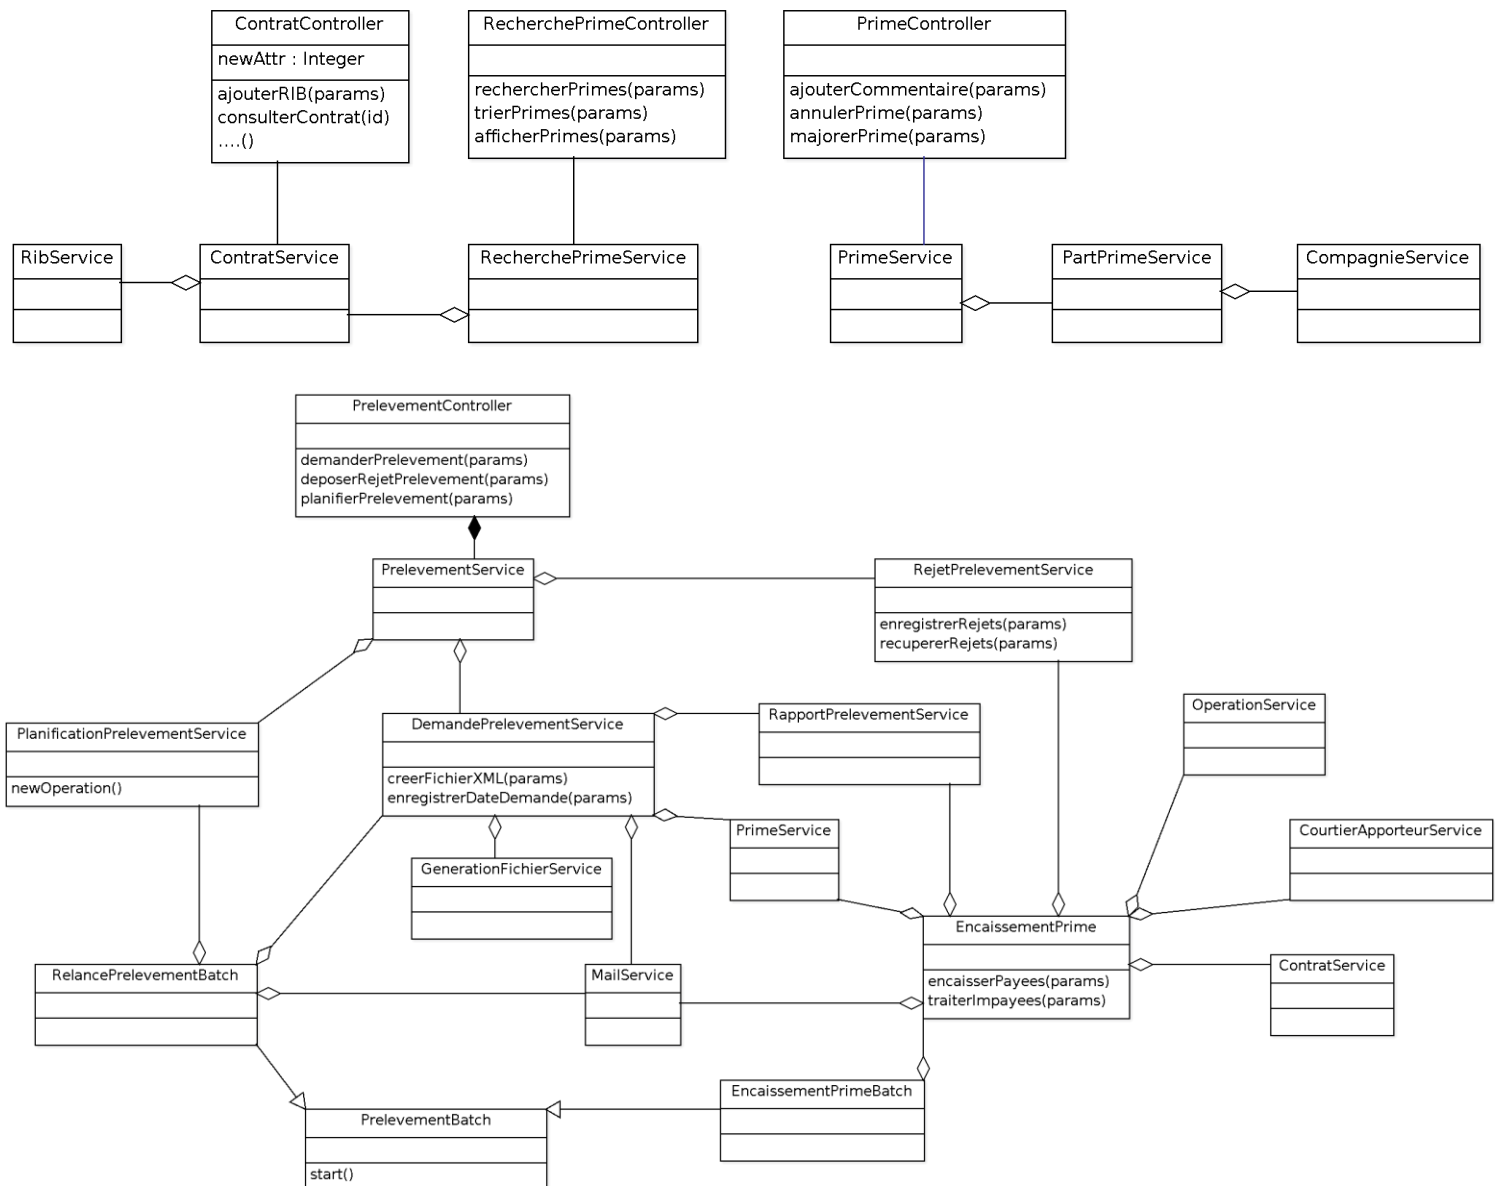 ContratController
newAttr : Integer
ajouterRIB(params)
consulterContrat(id)
....()
RecherchePrimeController
rechercherPrimes(params)
trierPrimes(params)
afficherPrimes(params)
PrimeController
ajouterCommentaire(params)
annulerPrime(params)
majorerPrime(params)
RibService
ContratService
RecherchePrimeService
PrimeService
PartPrimeService
CompagnieService
PrelevementController
demanderPrelevement(params)
deposerRejetPrelevement(params)
planifierPrelevement(params)
PrelevementService
RejetPrelevementService
enregistrerRejets(params)
recupererRejets(params)
PlanificationPrelevementService
newOperation()
DemandePrelevementService
creerFichierXML(params)
enregistrerDateDemande(params)
RapportPrelevementService
OperationService
PrimeService
CourtierApporteurService
GenerationFichierService
EncaissementPrime
encaisserPayees(params)
traiterImpayees(params)
RelancePrelevementBatch
MailService
ContratService
EncaissementPrimeBatch
PrelevementBatch
start()